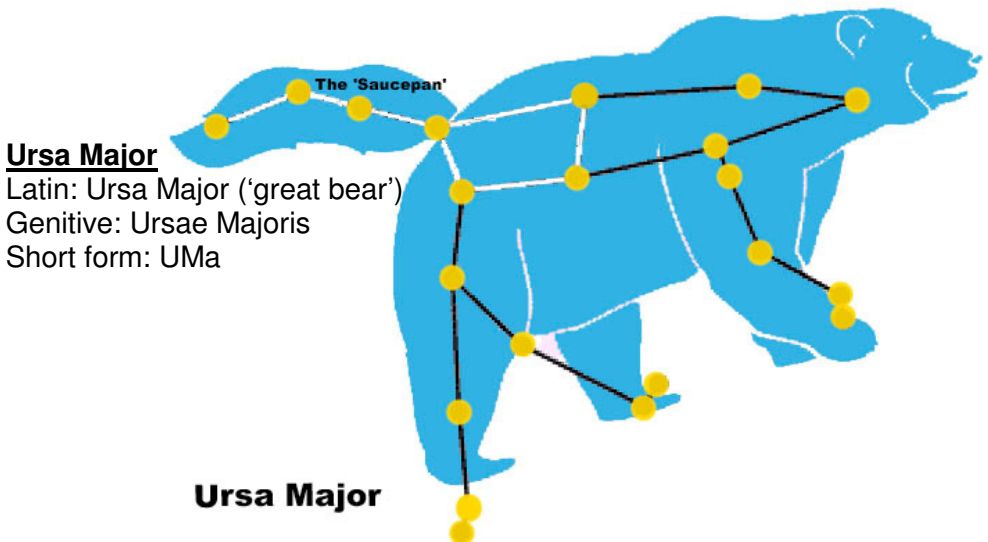 The 'Saucepan'
Ursa Major
Latin: Ursa Major (‘great bear’)
Genitive: Ursae Majoris
Short form: UMa
Ursa Major